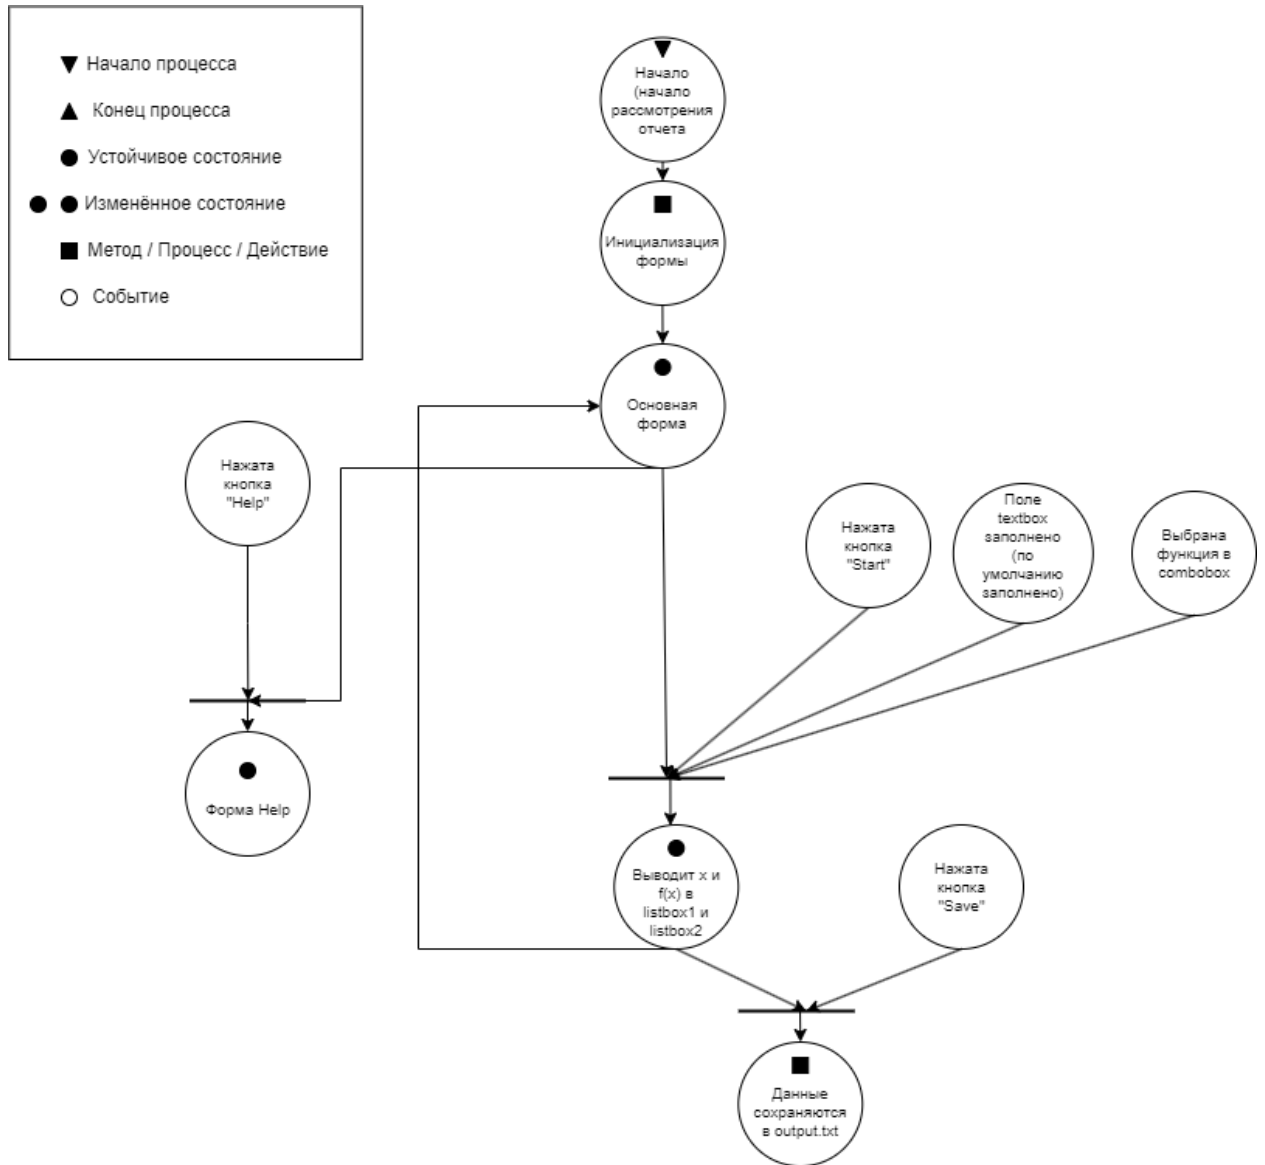 Начало процесса
Конец процесса
Устойчивое состояние
Изменённое состояние
Метод / Процесс / Действие
Событие
Начало
(начало
рассмотрения
отчета
Инициализация
формы
Основная
форма
Нажата
кнопка
"Help"
Нажата
кнопка
"Start"
Поле
textbox
заполнено
(по
умолчанию
заполнено)
Выбрана
функция в
combobox
Форма Help
Выводит x и
f(x) в
listbox1 и
listbox2
Нажата
кнопка
"Save"
Данные
сохраняются
в output.txt